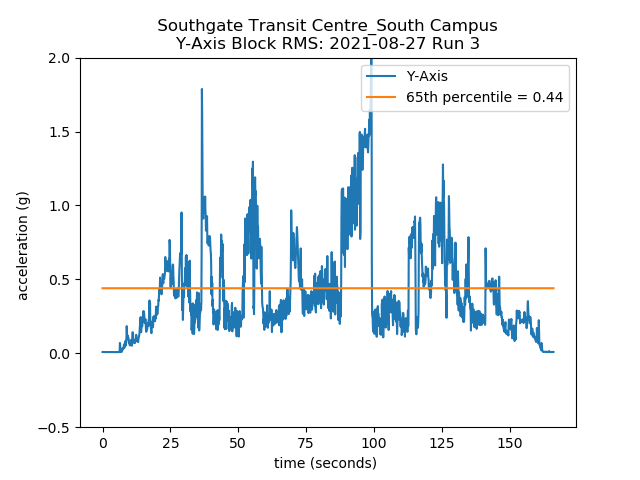 Southgate Transit Centre_South Campus
Y-Axis Block RMS: 2021-08-27 Run 3
Y-Axis
65th percentile = 0.44
acceleration (g)
2.0
1.5
1.0
0.5
0.0
−0.5
0 25 50 75 100 125 150
time (seconds)